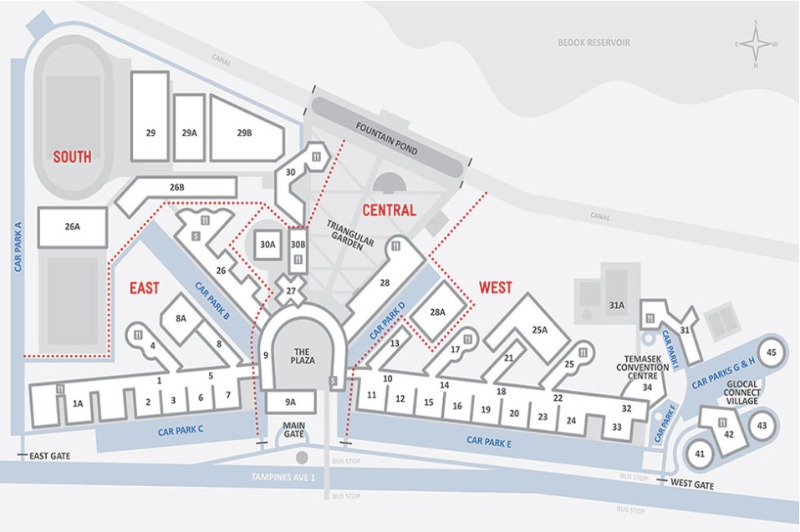 BEDOK RESERVOIR
S
E
W
N
CANAL
FOUNTAIN POND
29
29A
29B
SOUTH
30
26B
CENTRAL
CANAL
26A
TRIANGULAR
GARDEN
30A
30B
CAR PARK A
26
28
EAST
27
WEST
CAR PARK B
CAR PARK D
28A
31A
8A
31
25A
4
8
9
THE
PLAZA
13
17
21
25
CAR PARK I
TEMASEK
CONVENTION
CENTRE
45
CAR PARKS G & H
1
5
10
14
18
22
34
GLOCAL
CONNECT
VILLAGE
1A
2
3
6
7
9A
11
12
15
16
19
20
23
24
32
33
CAR PARK F
42
43
41
CAR PARK C
MAIN
GATE
CAR PARK E
EAST GATE
BUS STOP
TAMPINES AVE 1
BUS STOP
BUS STOP
WEST GATE
BUS STOP